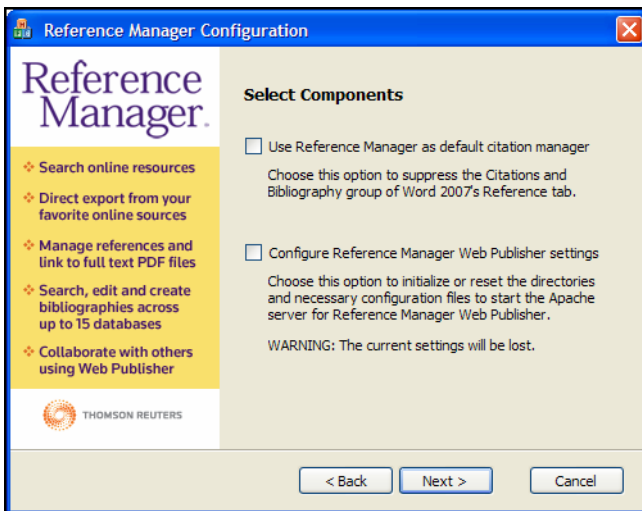 Reference Manager Configuration
Reference
Manager.
Search online resources
Direct export from your
favorite online sources
Manage references and
link to full text PDF files
Search, edit and create
bibliographies across
up to 15 databases
Collaborate with others
using Web Publisher
THOMSON REUTERS
Select Components
Use Reference Manager as default citation manager
Choose this option to suppress the Citations and
Bibliography group of Word 2007's Reference tab.
Configure Reference Manager Web Publisher settings
Choose this option to initialize or reset the directories
and necessary configuration files to start the Apache
server for Reference Manager Web Publisher.
WARNING: The current settings will be lost.
< Back Next > Cancel